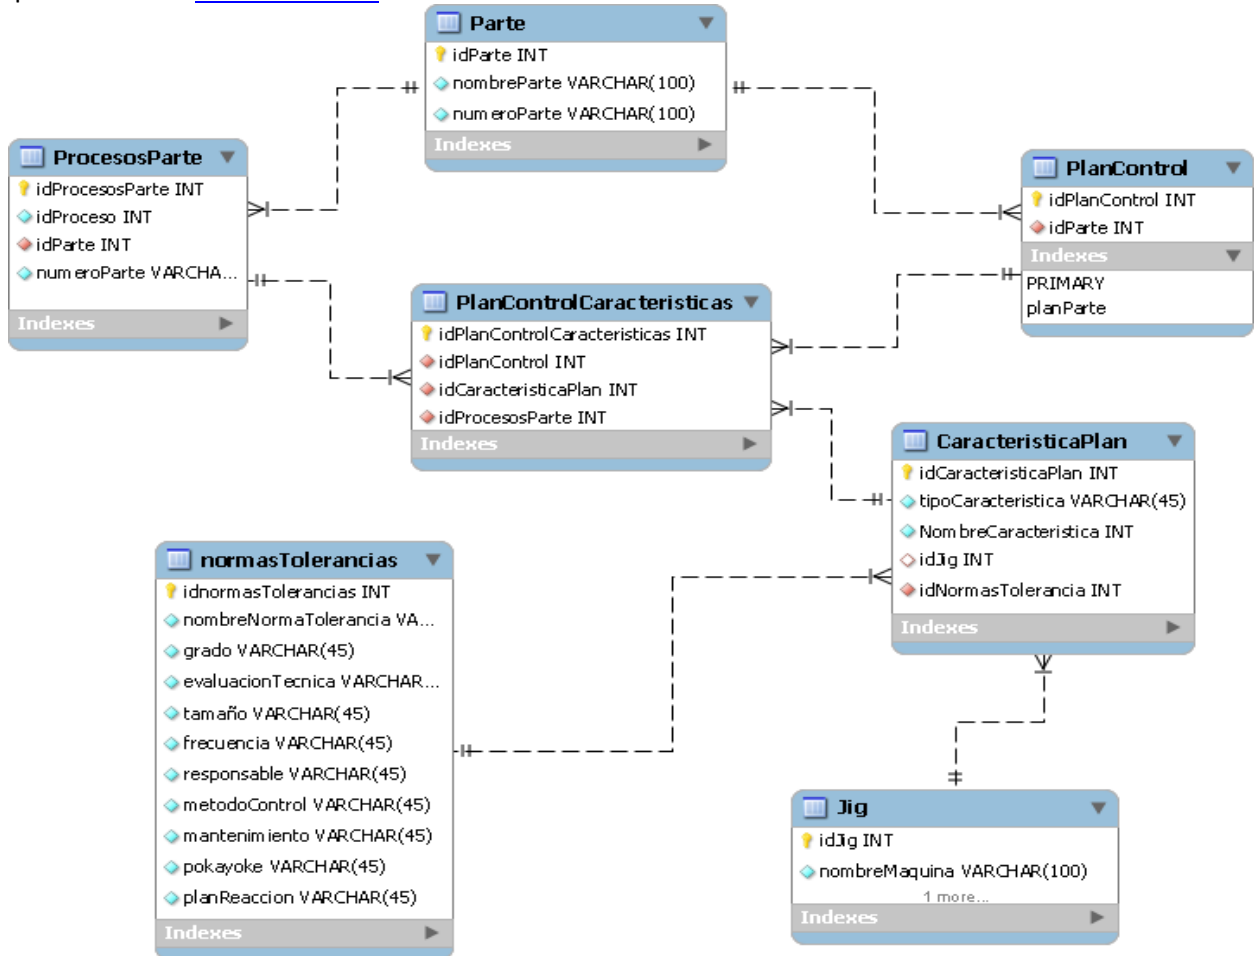 Parte
idParte INT
nombreParte VARCHAR(100)
numeroParte VARCHAR(100)
Indexes
ProcesosParte
idProcesosParte INT
idProceso INT
idParte INT
numeroParte VARCHA...
Indexes
PlanControl
idPlanControl INT
idParte INT
Indexes
PRIMARY
planParte
PlanControlCaracteristicas
idPlanControlCaracteristicas INT
idPlanControl INT
idCaracteristicaPlan INT
idProcesosParte INT
Indexes
CaracteristicaPlan
idCaracteristicaPlan INT
tipoCaracteristica VARCHAR(45)
NombreCaracteristica INT
idJig INT
idNormasTolerancia INT
Indexes
normasTolerancias
idnormasTolerancias INT
nombreNormaTolerancia VA...
grado VARCHAR(45)
evaluacionTecnica VARCHAR...
tamaño VARCHAR(45)
frecuencia VARCHAR(45)
responsable VARCHAR(45)
metodoControl VARCHAR(45)
mantenimiento VARCHAR(45)
pokayoke VARCHAR(45)
planReaccion VARCHAR(45)
Indexes
Jig
idJig INT
nombreMaquina VARCHAR(100)
1 more...
Indexes